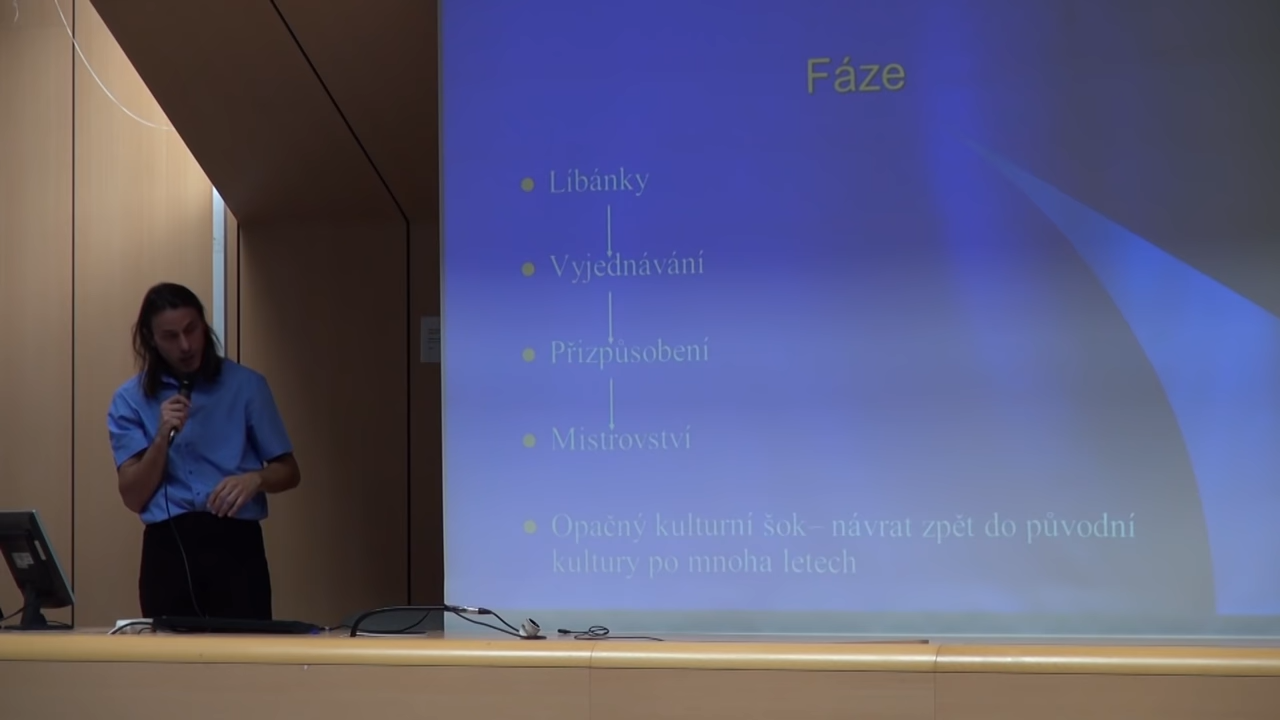 Fáze
Líbánky
Vyjednávání
Přizpůsobení
Mistrovství
Opačný kulturní šok– návrat zpět do původní
kultury po mnoha letech